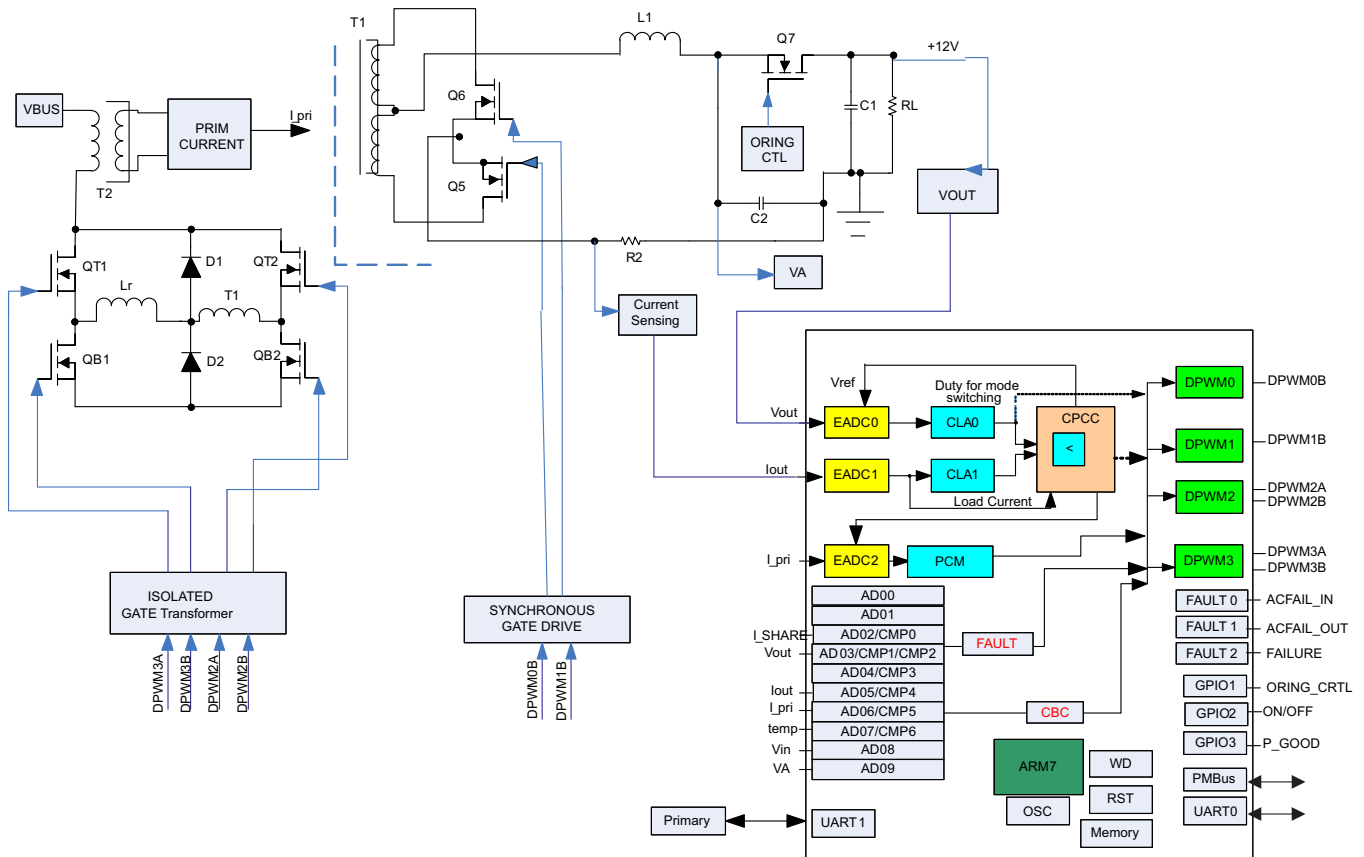 T1
L1
Q7
+12V
VBUS
PRIM
CURRENT
I_pri
T2
Q6
Q5
C1
RL
ORING
CTL
C2
VOUT
R2
VA
QT1
D1
QT2
Lr
T1
QB1
D2
QB2
Current
Sensing
ISOLATED
GATE Transformer
DPWM3A
DPWM3B
DPWM2A
DPWM2B
SYNCHRONOUS
GATE DRIVE
DPWM0B
DPWM1B
Vref
Duty for mode
switching
Vout
EADC0
CLA0
CPCC
<
Iout
EADC1
CLA1
Load Current
I_pri
EADC2
PCM
DPWM0
DPWM0B
DPWM1
DPWM1B
DPWM2
DPWM2A
DPWM2B
DPWM3
DPWM3A
DPWM3B
AD00
AD01
I_SHARE
AD02/CMP0
Vout
AD03/CMP1/CMP2
AD04/CMP3
Iout
AD05/CMP4
I_pri
AD06/CMP5
temp
AD07/CMP6
Vin
AD08
VA
AD09
FAULT
CBC
FAULT 0
ACFAIL_IN
FAULT 1
ACFAIL_OUT
FAULT 2
FAILURE
GPIO1
ORING_CRTL
GPIO2
ON/OFF
GPIO3
P_GOOD
ARM7
WD
OSC
RST
Memory
PMBus
UART0
Primary
UART1